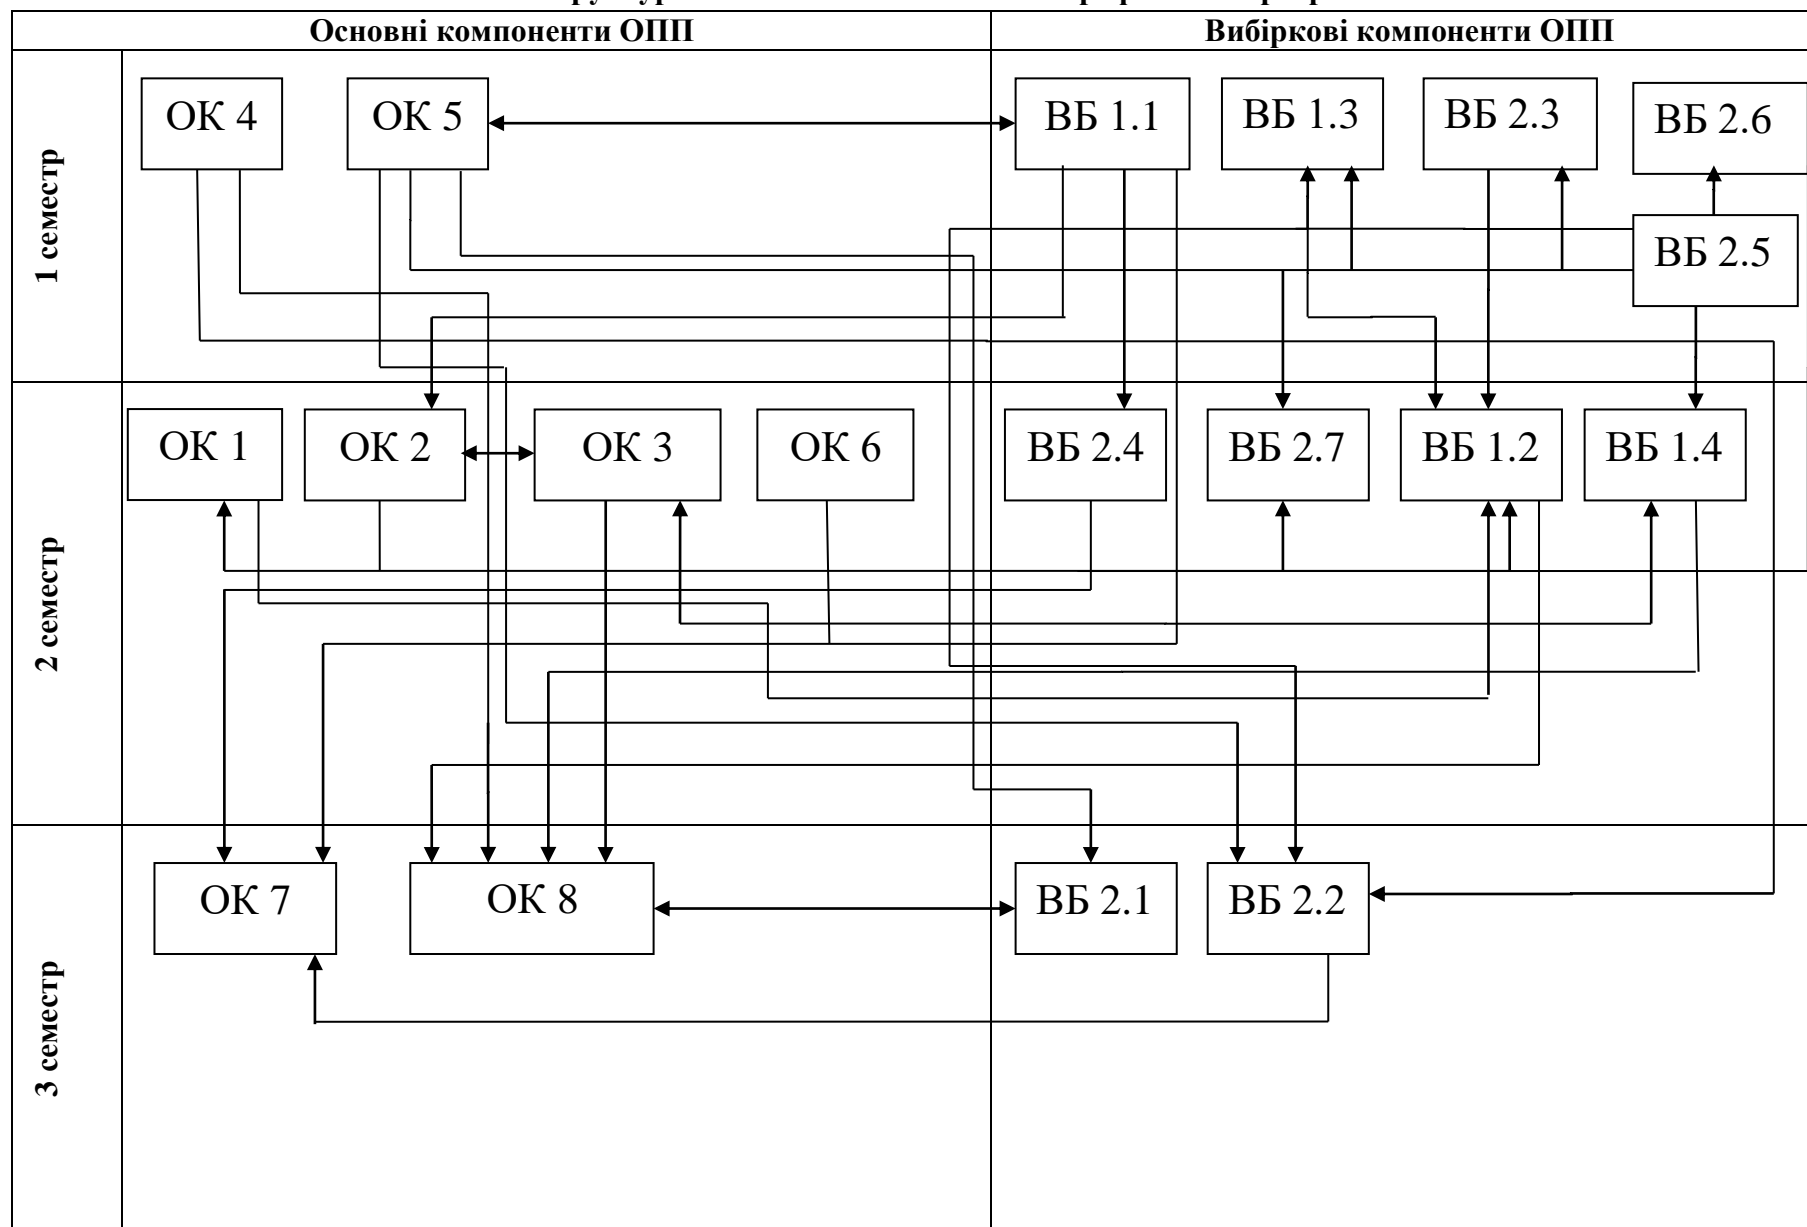 Основні компоненти ОПП
Вибіркові компоненти ОПП
1 семестр
ОК 4
ОК 5
ВБ 1.1
ВБ 1.3
ВБ 2.3
ВБ 2.6
ВБ 2.5
2 семестр
ОК 1
ОК 2
ОК 3
ОК 6
ВБ 2.4
ВБ 2.7
ВБ 1.2
ВБ 1.4
3 семестр
ОК 7
ОК 8
ВБ 2.1
ВБ 2.2